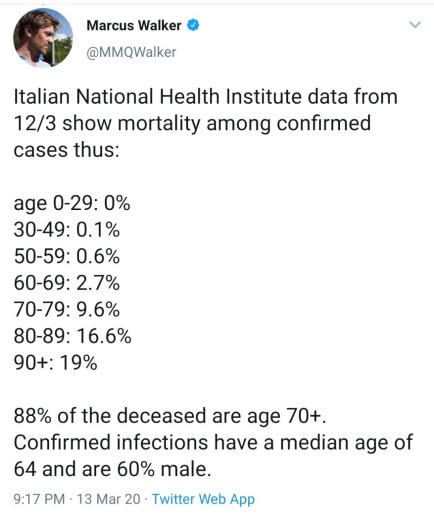 Marcus Walker
@MMQWalker
Italian National Health Institute data from
12/3 show mortality among confirmed
cases thus:
age 0-29: 0%
30-49: 0.1%
50-59: 0.6%
60-69: 2.7%
70-79: 9.6%
80-89: 16.6%
90+: 19%
88% of the deceased are age 70+.
Confirmed infections have a median age of
64 and are 60% male.
9:17 PM · 13 Mar 20 · Twitter Web App